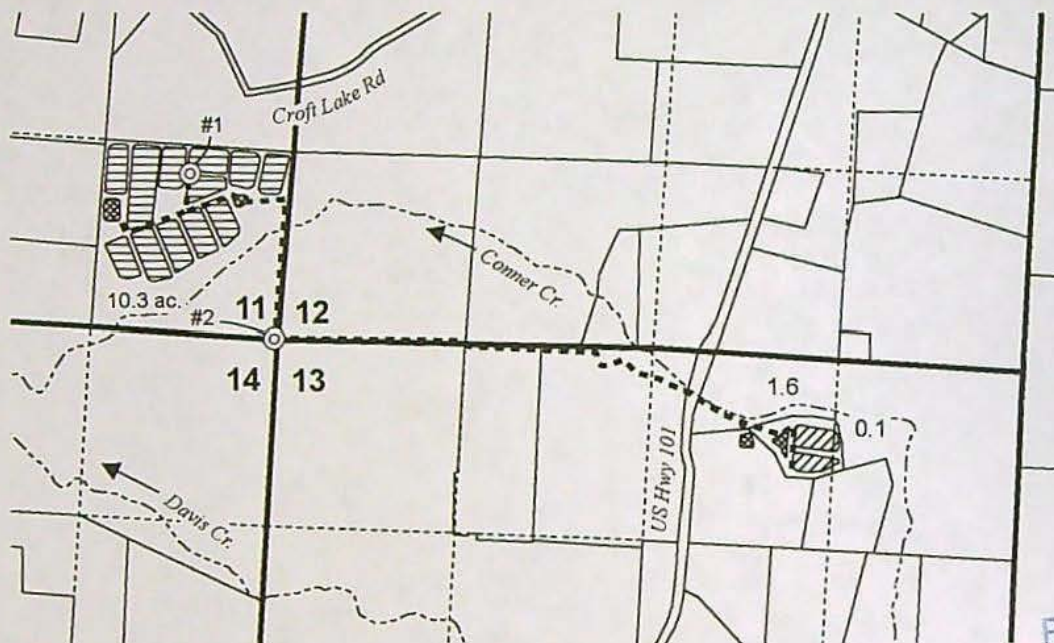 Croft Lake Rd
#1
Conner Cr.
10.3 ac.
#2
11
12
14
13
1.6
0.1
US Hwy 101
Davis Cr.